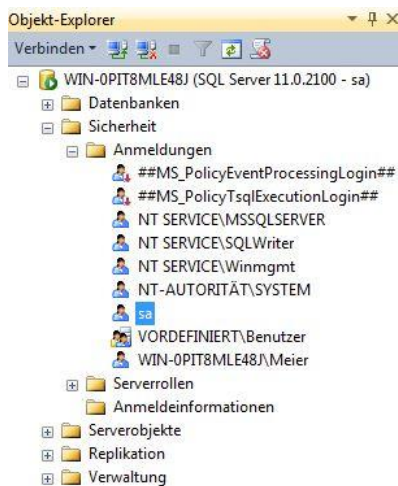 Objekt-Explorer
Verbinden
WIN-0PIT8MLE48J (SQL Server 11.0.2100 - sa)
Datenbanken
Sicherheit
Anmeldungen
##MS_PolicyEventProcessingLogin##
##MS_PolicyTsqlExecutionLogin##
NT SERVICE\MSSQLSERVER
NT SERVICE\SQLWriter
NT SERVICE\Winmgmt
NT-AUTORITÄT\SYSTEM
sa
VORDEFINIERT\Benutzer
WIN-0PIT8MLE48J\Meier
Serverrollen
Anmeldeinformationen
Serverobjekte
Replikation
Verwaltung